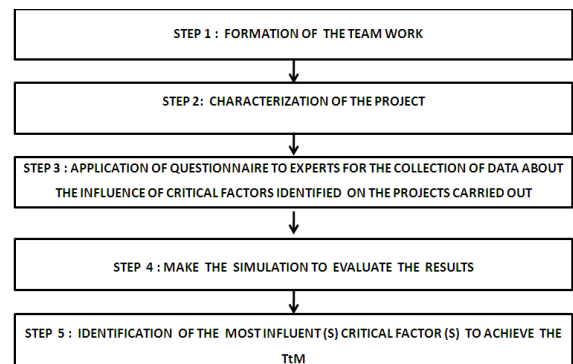 STEP 1 : FORMATION OF THE TEAM WORK
STEP 2: CHARACTERIZATION OF THE PROJECT
STEP 3 : APPLICATION OF QUESTIONNAIRE TO EXPERTS FOR THE COLLECTION OF DATA ABOUT
THE INFLUENCE OF CRITICAL FACTORS IDENTIFIED ON THE PROJECTS CARRIED OUT
STEP 4 : MAKE THE SIMULATION TO EVALUATE THE RESULTS
STEP 5 : IDENTIFICATION OF THE MOST INFLUENT (S) CRITICAL FACTOR (S) TO ACHIEVE THE
TtM